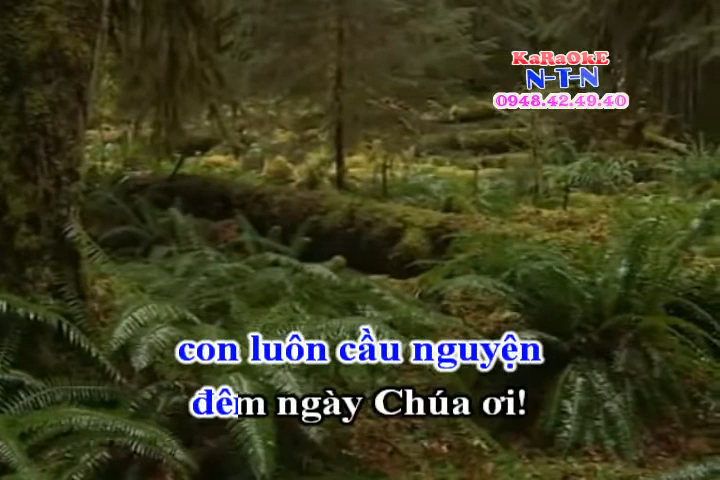 KaRaOkE
N-T-N
0948.42.49.40
con luôn cầu nguyện
đêm ngày Chúa ơi!